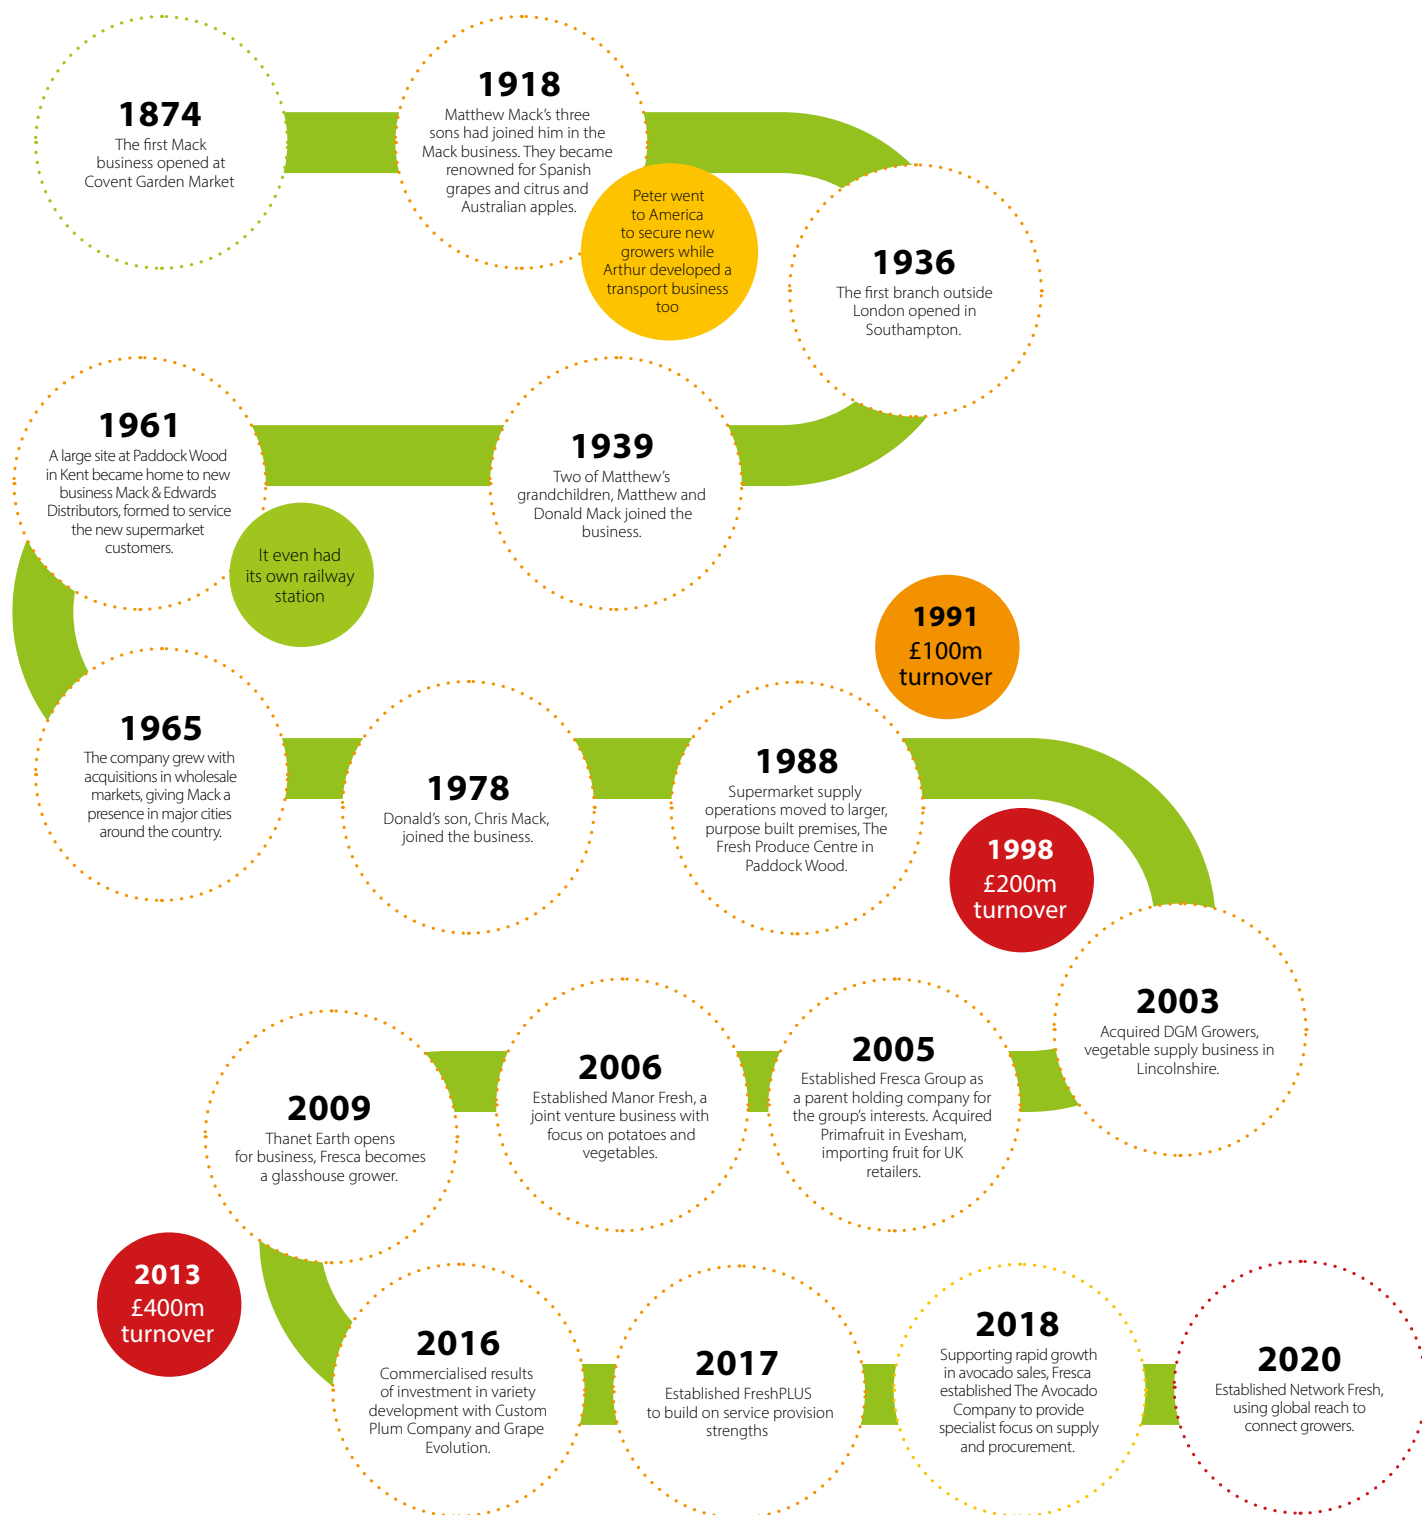 1874
The first Mack
business opened at
Covent Garden Market
1918
Matthew Mack's three
sons had joined him in the
Mack business. They became
renowned for Spanish
grapes and citrus and
Australian apples.
Peter went
to America
to secure new
growers while
Arthur developed a
transport business
too
1936
The first branch outside
London opened in
Southampton.
1939
Two of Matthew's
grandchildren, Matthew and
Donald Mack joined the
business.
1961
A large site at Paddock Wood
in Kent became home to new
business Mack & Edwards
Distributors, formed to service
the new supermarket
customers.
It even had
its own railway
station
1965
The company grew with
acquisitions in wholesale
markets, giving Mack a
presence in major cities
around the country.
1978
Donald's son, Chris Mack,
joined the business.
1988
Supermarket supply
operations moved to larger,
purpose built premises, The
Fresh Produce Centre in
Paddock Wood.
1991
£100m
turnover
1998
£200m
turnover
2003
Acquired DGM Growers,
vegetable supply business in
Lincolnshire.
2005
Established Fresca Group as
a parent holding company for
the group's interests. Acquired
Primafruit in Evesham,
importing fruit for UK
retailers.
2006
Established Manor Fresh, a
joint venture business with
focus on potatoes and
vegetables.
2009
Thanet Earth opens
for business, Fresca becomes
a glasshouse grower.
2013
£400m
turnover
2016
Commercialised results
of investment in variety
development with Custom
Plum Company and Grape
Evolution.
2017
Established FreshPLUS
to build on service provision
strengths
2018
Supporting rapid growth
in avocado sales, Fresca
established The Avocado
Company to provide
specialist focus on supply
and procurement.
2020
Established Network Fresh,
using global reach to
connect growers.